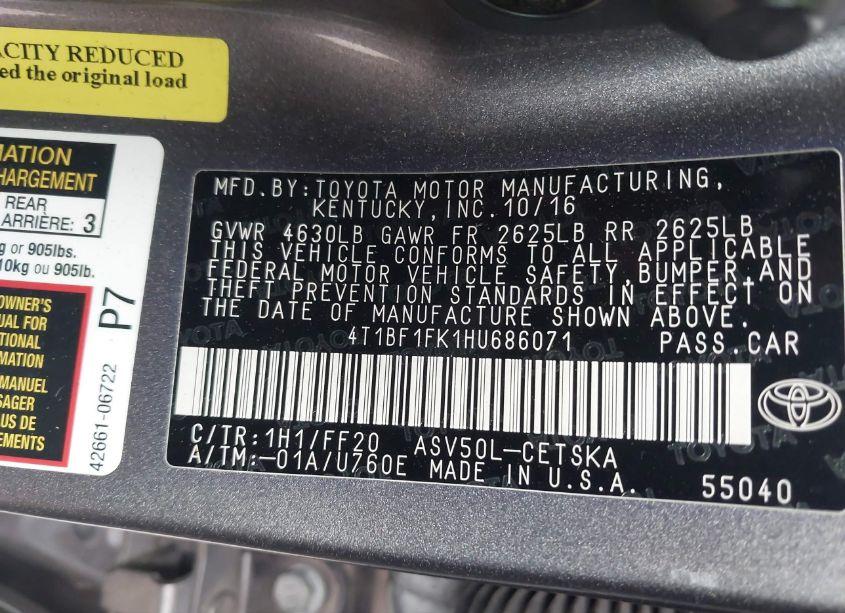 ACITY REDUCED
ed the original load
MATION
CHARGEMENT
REAR
ARRIÈRE: 3
g or 905lbs.
10kg ou 905lb.
OWNER'S
UAL FOR
TIONAL
MATION
MANUEL
SAGER
LUS DE
MENTS
P7
42661-06722
MFD.BY:TOYOTA MOTOR MANUFACTURING,
KENTUCKY,INC.10/16
GVWR 4630LB GAWR FR 2625LB RR 2625LB
THIS VEHICLE CONFORMS TO ALL APPLICABLE
FEDERAL MOTOR VEHICLE SAFETY,BUMPER,AND
THEFT PREVENTION STANDARDS IN EFFECT ON
THE DATE OF MANUFACTURE SHOWN ABOVE.
4T1BF1FK1HU686071 PASS.CAR
C/TR:1H1/FF20 ASV50L-CETSKA
A/TM:-01A/U760E MADE IN U.S.A.
55040